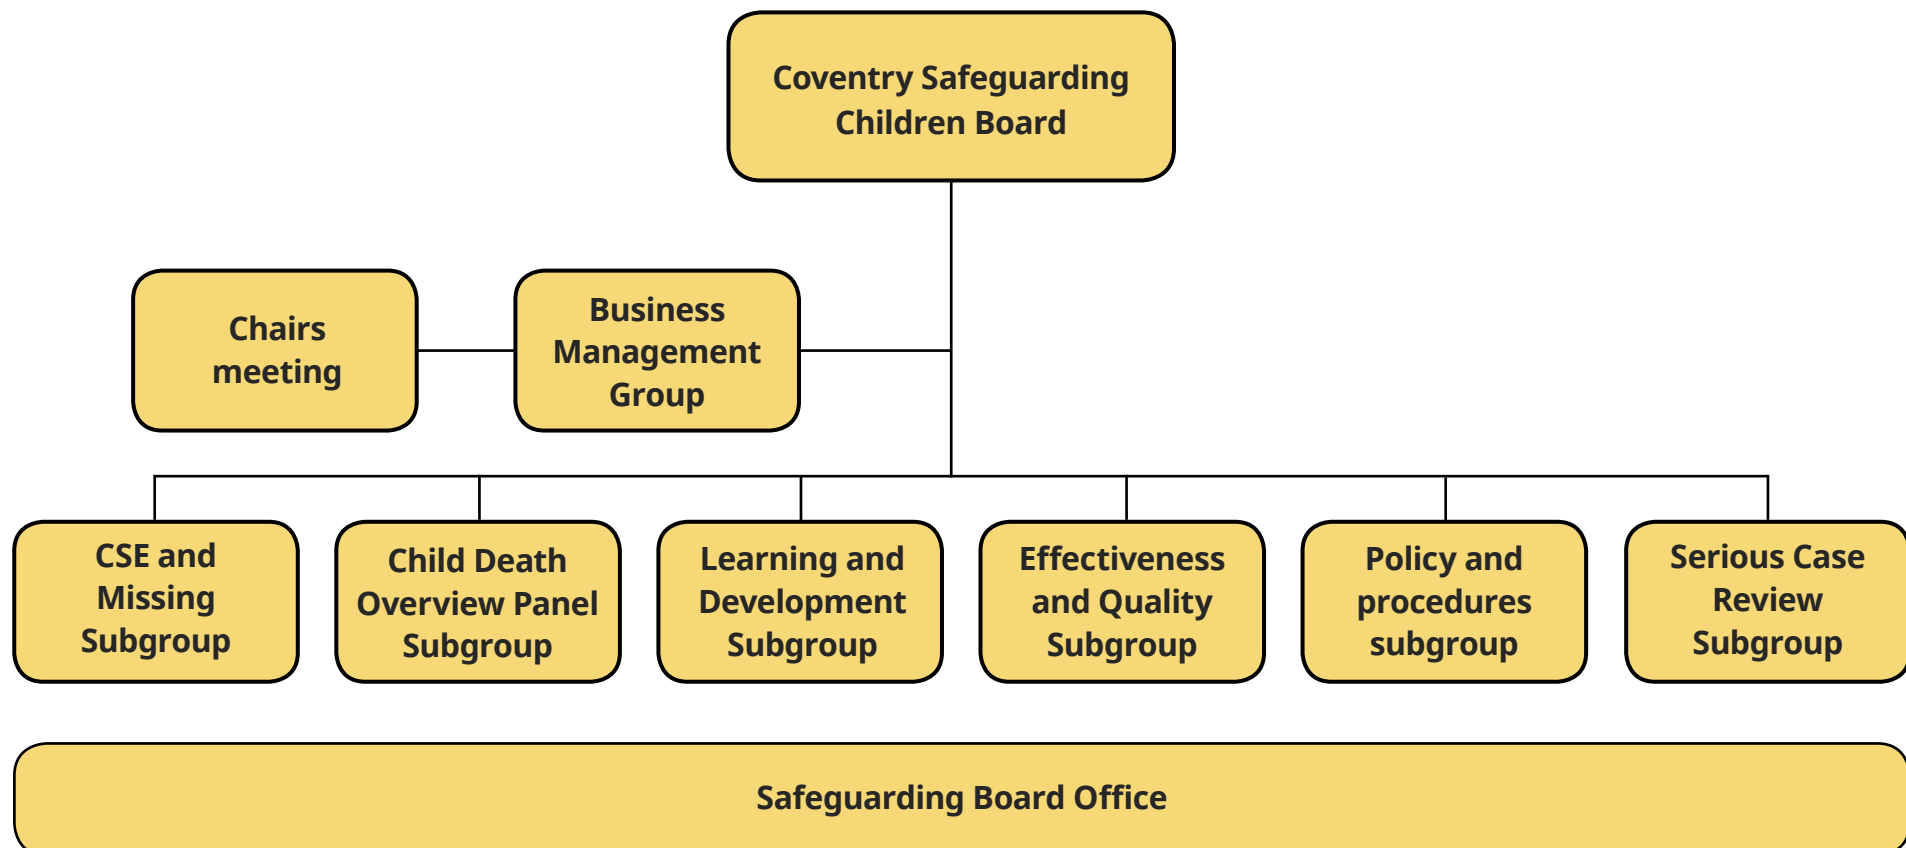 Coventry Safeguarding
Children Board
Chairs
meeting
Business
Management
Group
CSE and
Missing
Subgroup
Child Death
Overview Panel
Subgroup
Learning and
Development
Subgroup
Effectiveness
and Quality
Subgroup
Policy and
procedures
subgroup
Serious Case
Review
Subgroup
Safeguarding Board Office